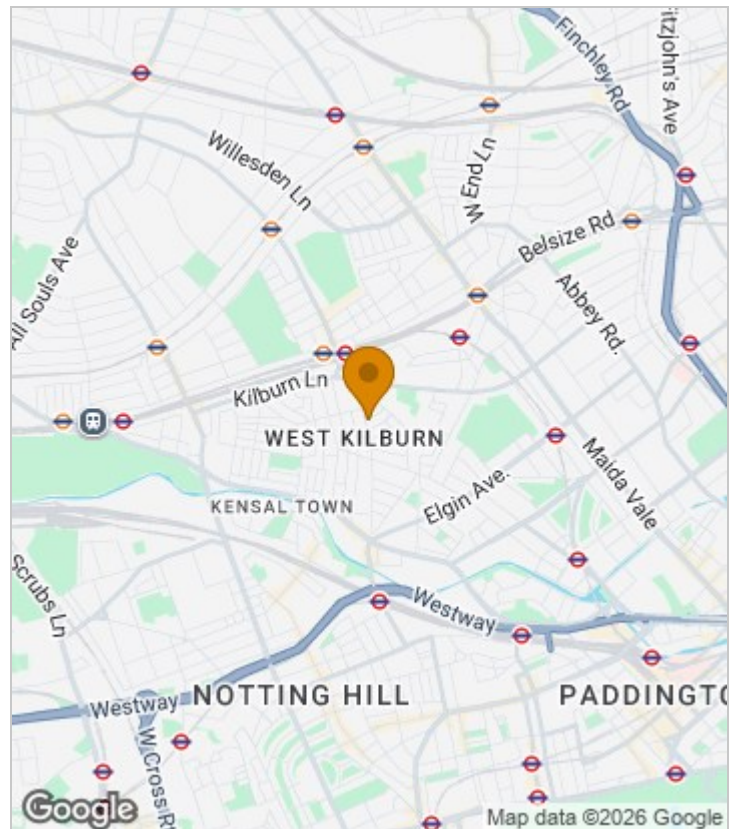 Finchley Rd
Fitzjohn's Ave
Willesden Ln
W End Ln
Belsize Rd
All Souls Ave
Abbey Rd.
Kilburn Ln
WEST KILBURN
Maida Vale
Elgin Ave.
KENSAL TOWN
Scrubs Ln
Westway
Westway
NOTTING HILL
PADDINGTO
W Cross R
Google
Map data ©2026 Google